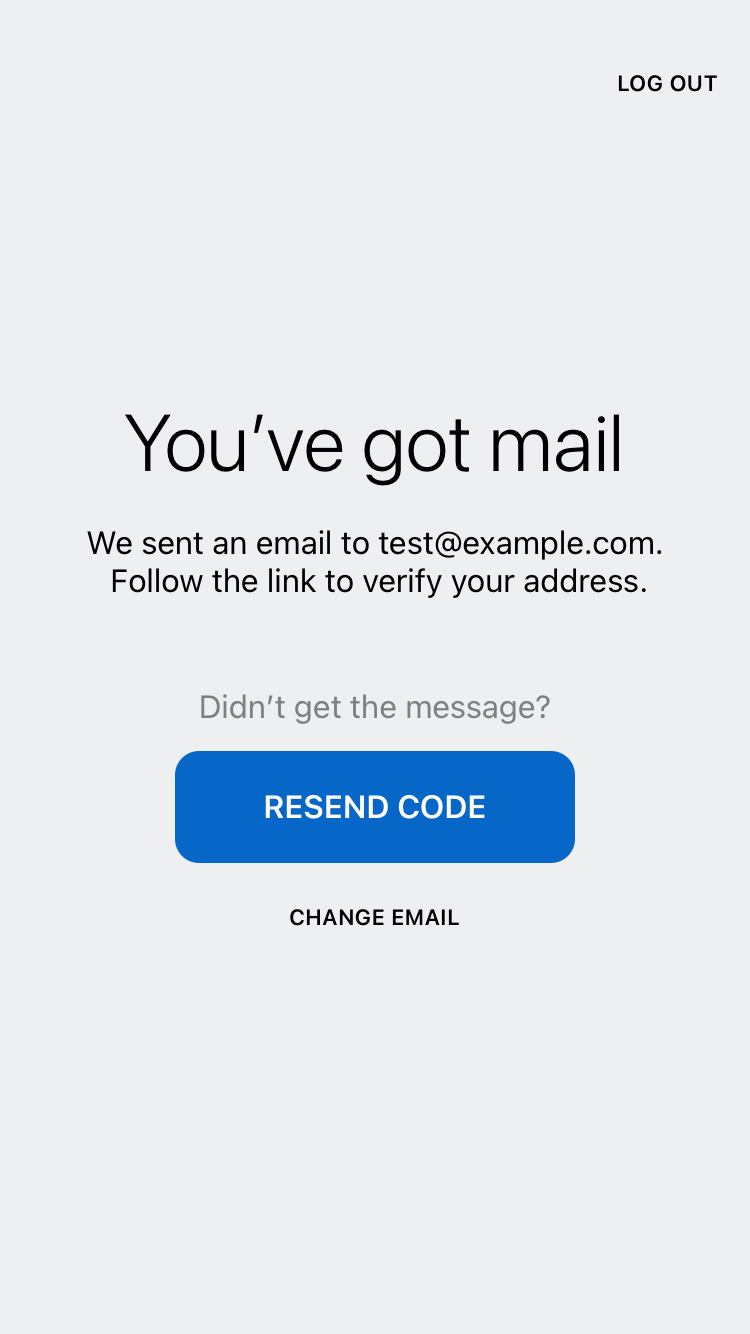 LOG OUT
You’ve got mail
We sent an email to test@example.com.
Follow the link to verify your address.
Didn’t get the message?
RESEND CODE
CHANGE EMAIL